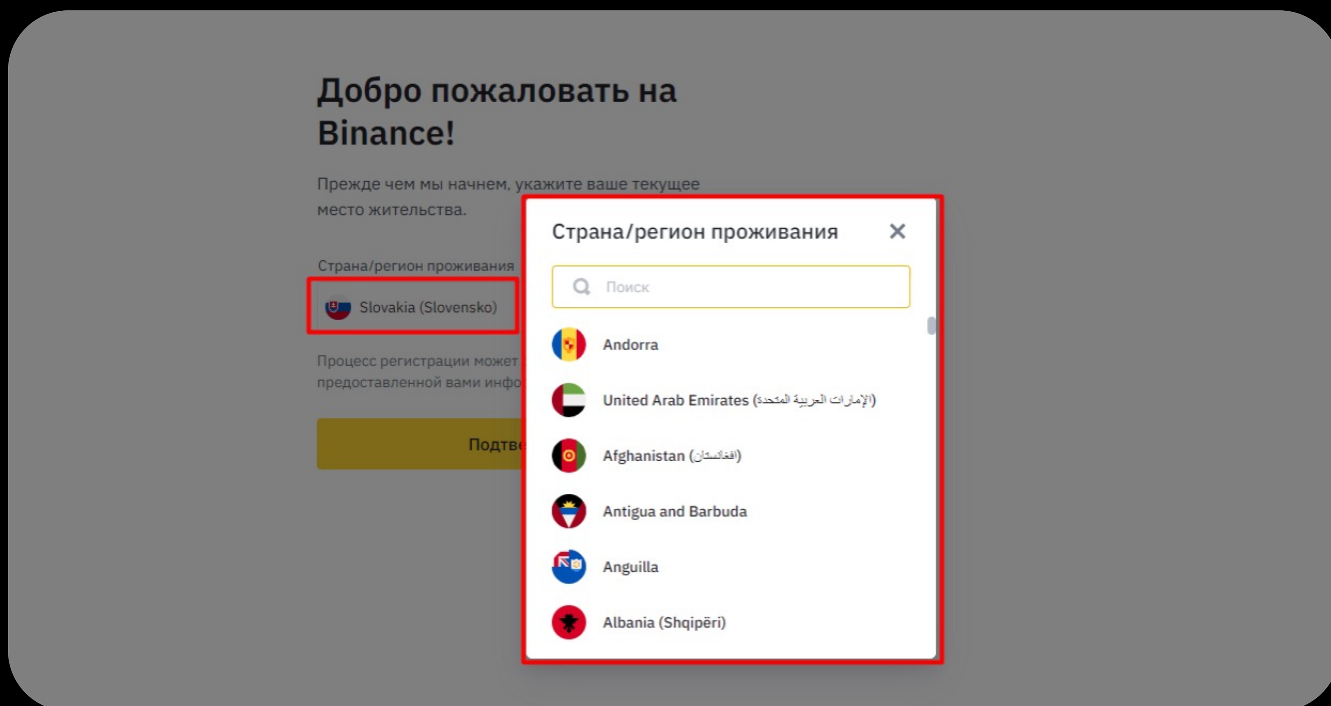 Добро пожаловать на
Binance!
Прежде чем мы начнем, укажите ваше текущее
место жительства.
Страна/регион проживания
Slovakia (Slovensko)
Процесс регистрации может
предоставленной вами
Страна/регион проживания
Поиск
Andorra
United Arab Emirates (الإمارات العربية المتحدة)
Afghanistan (افغانستان)
Antigua and Barbuda
Anguilla
Albania (Shqipëri)